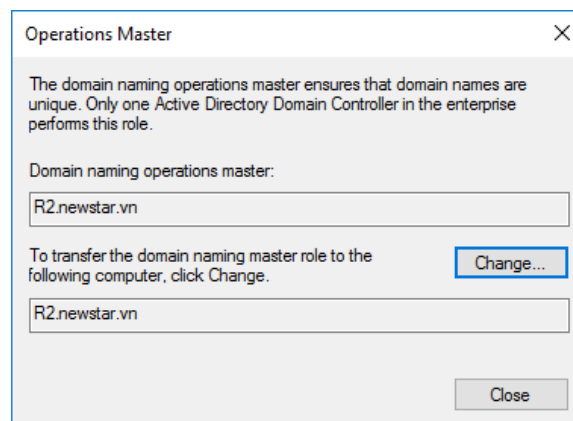 Operations Master
The domain naming operations master ensures that domain names are
unique. Only one Active Directory Domain Controller in the enterprise
performs this role.
Domain naming operations master:
R2.newstar.vn
To transfer the domain naming master role to the
following computer, click Change.
Change...
R2.newstar.vn
Close